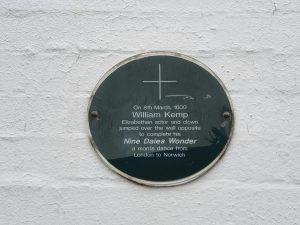 On 8th March, 1600
William Kemp
Elizabethan actor and clown
jumped over the wall opposite
to complete his
Nine Daies Wonder
a morris dance from
London to Norwich